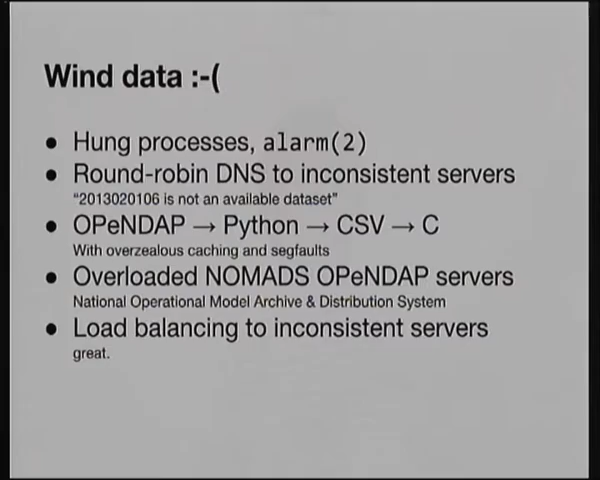 Wind data :-(
● Hung processes, alarm(2)
● Round-robin DNS to inconsistent servers
“2013020106 is not an available dataset”
● OPeNDAP → Python → CSV → C
With overzealous caching and segfaults
● Overloaded NOMADS OPeNDAP servers
National Operational Model Archive & Distribution System
● Load balancing to inconsistent servers
great.